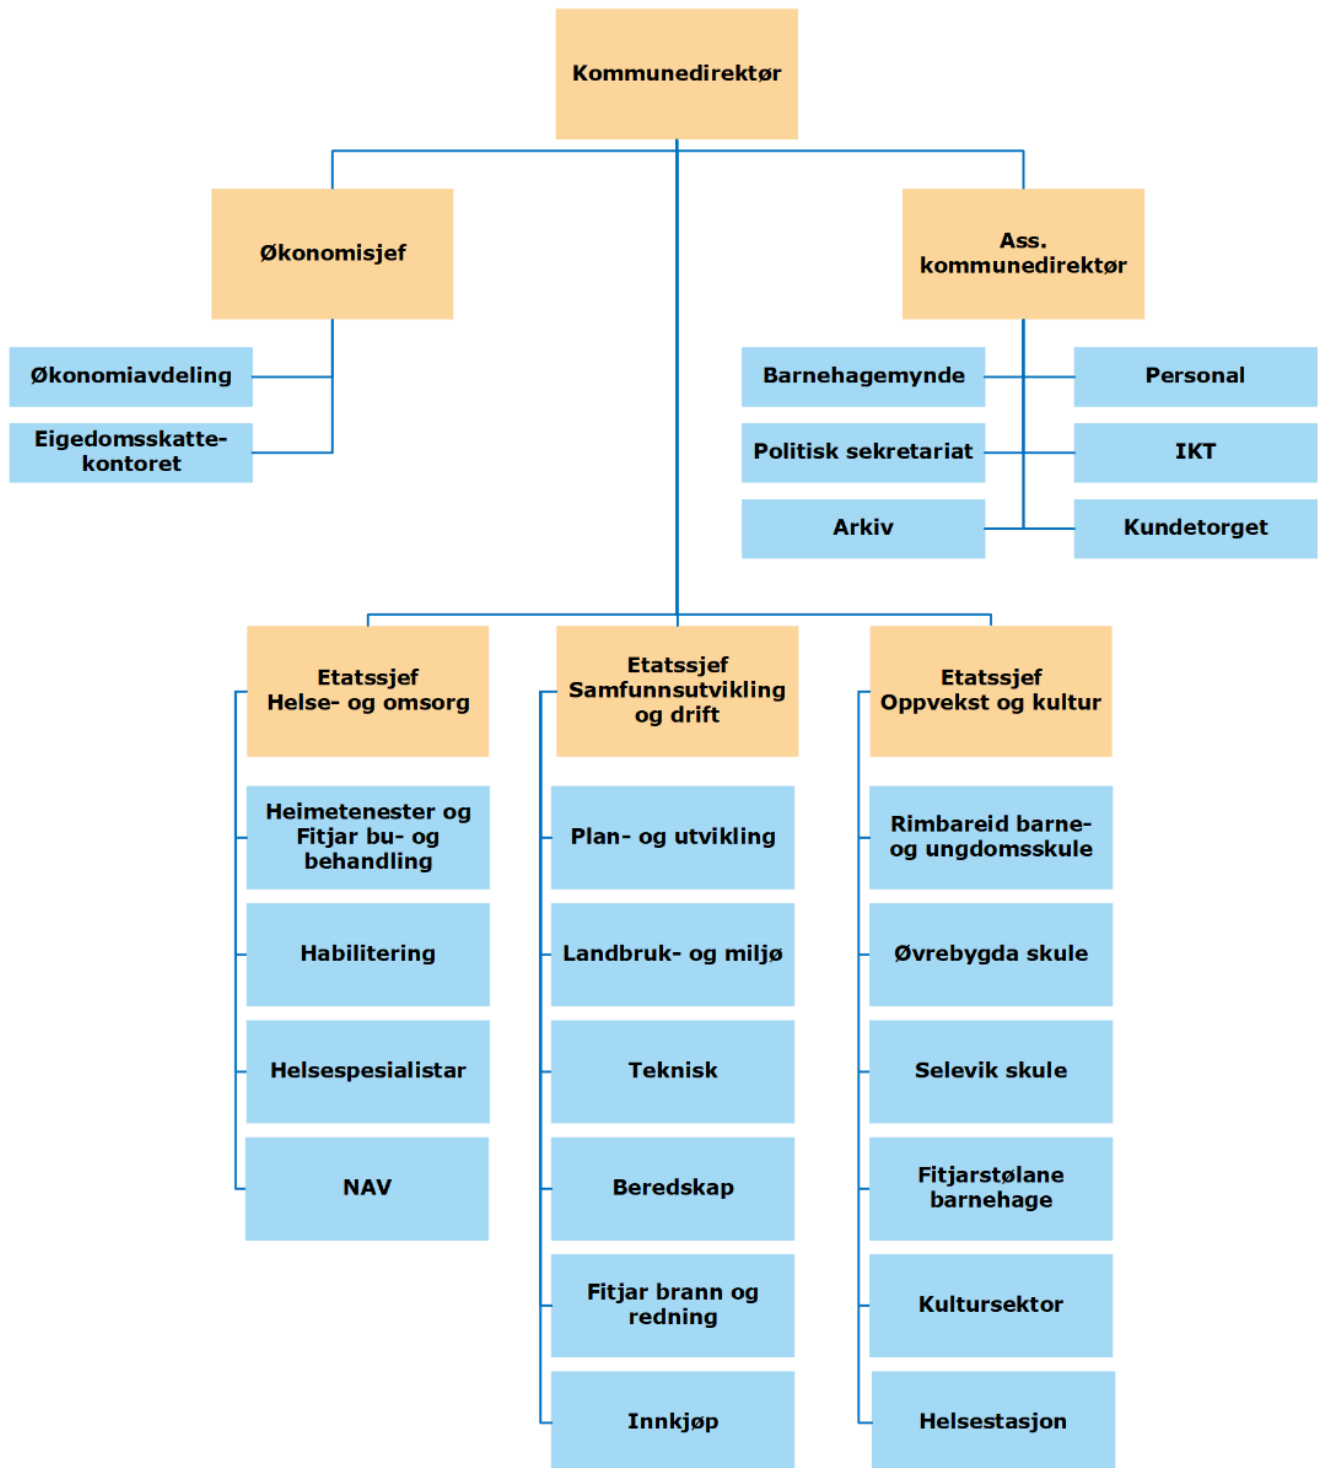 Kommunedirektør
Økonomisjef
Ass.
kommunedirektør
Økonomiavdeling
Eigedomsskatte-
kontoret
Barnehagemynde
Personal
Politisk sekretariat
IKT
Arkiv
Kundetorget
Etatssjef
Helse- og omsorg
Etatssjef
Samfunnsutvikling
og drift
Etatssjef
Oppvekst og kultur
Heimetenester og
Fitjar bu- og
behandling
Habilitering
Helsespesialistar
NAV
Plan- og utvikling
Landbruk- og miljø
Teknisk
Beredskap
Fitjar brann og
redning
Innkjøp
Rimbareid barne-
og ungdomsskule
Øvrebygda skule
Selevik skule
Fitjarstølane
barnehage
Kultursektor
Helsestasjon